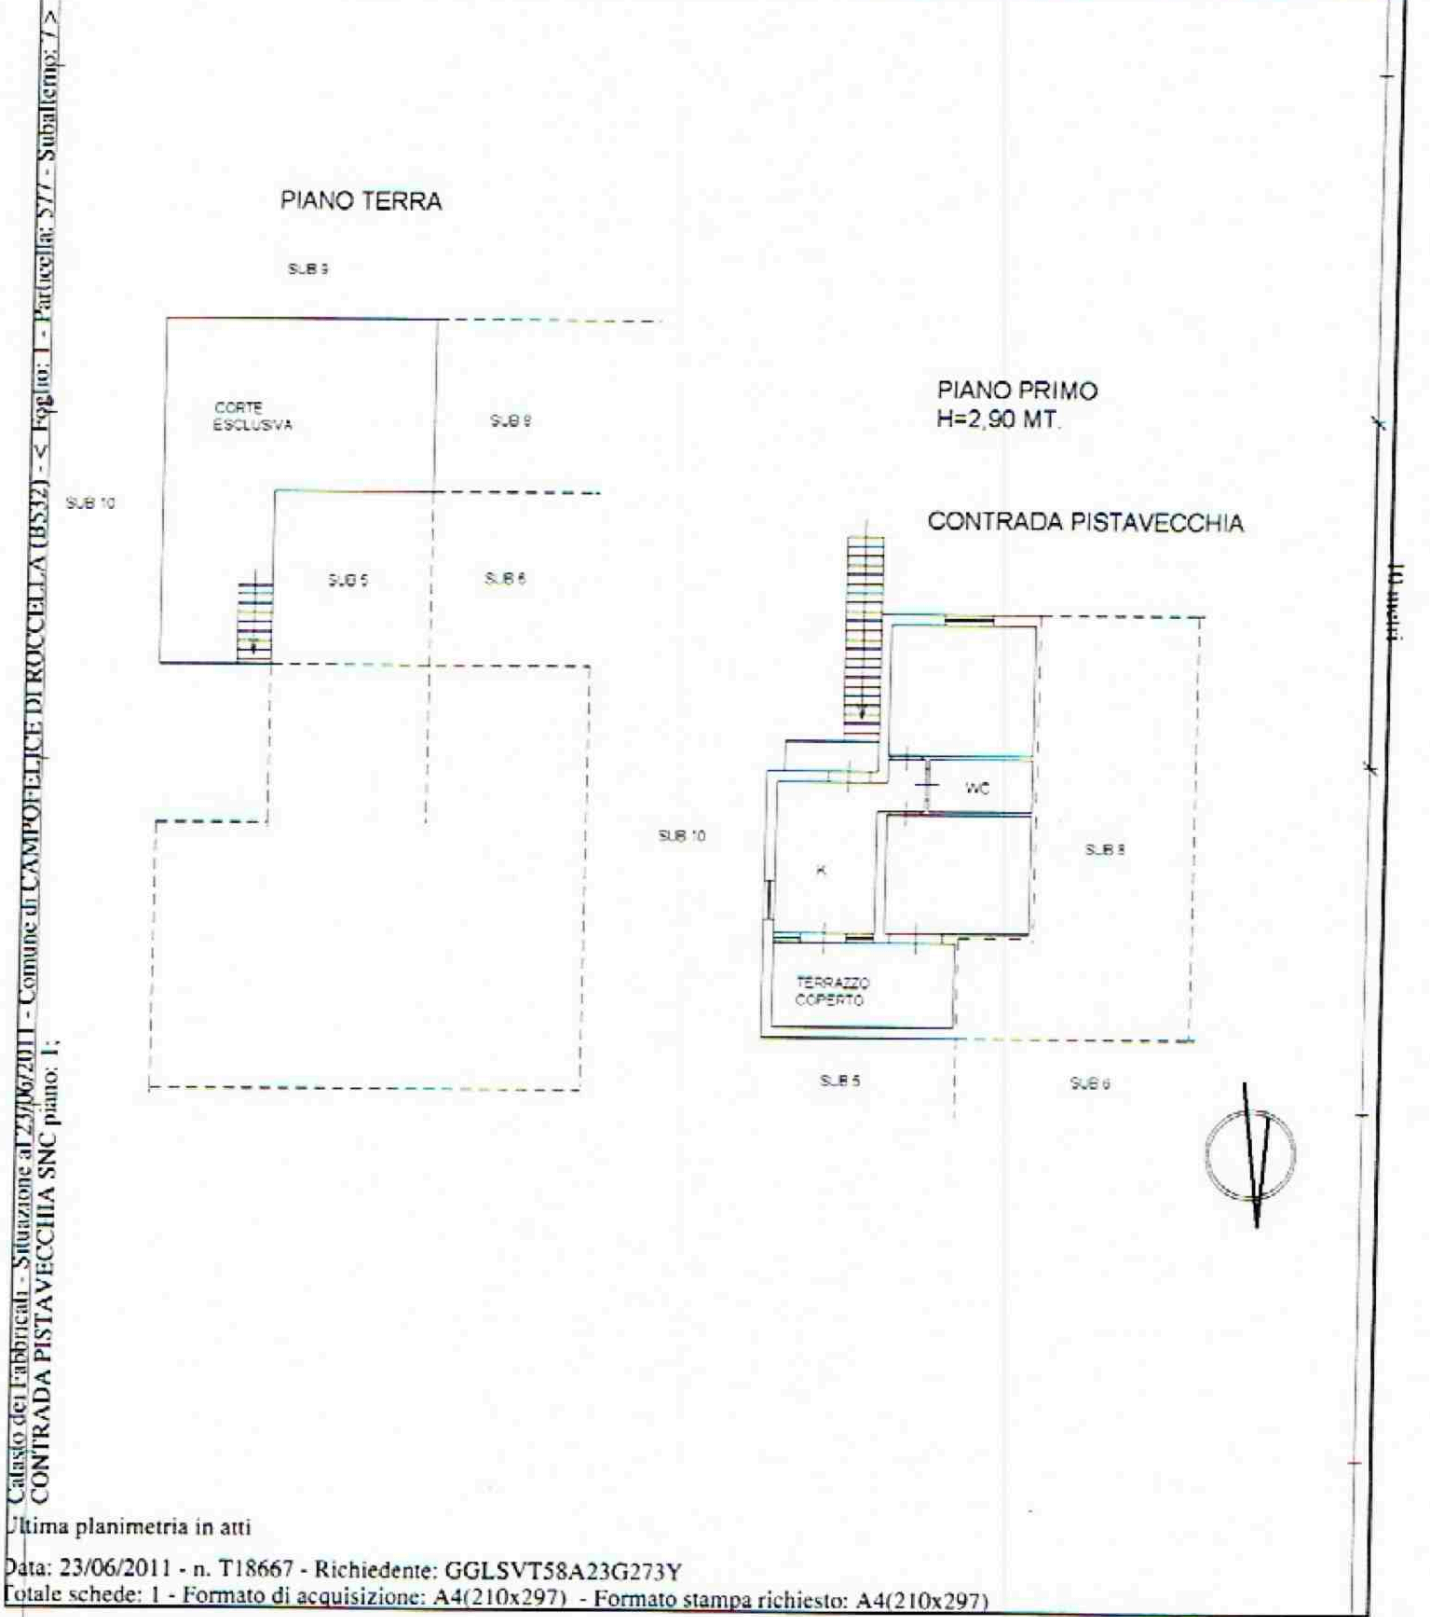 Catasto dei Fabbricati - Situazione al 23/06/2011 - Comune di CAMPOFELICE DI ROCCELLA (B532) - < Foglio: 1 - Particella: 577 - Subalterno: 7 >
CONTRADA PISTAVECCHIA SNC piano: 1;
PIANO TERRA
SUB 9
CORTE
ESCLUSIVA
SUB 9
SUB 10
SUB 5
SUB 6
PIANO PRIMO
H=2,90 MT.
CONTRADA PISTAVECCHIA
WC
SUB 10
K
SUB 8
TERRAZZO
COPERTO
SUB 5
SUB 6
10 metri
Ultima planimetria in atti
Data: 23/06/2011 - n. T18667 - Richiedente: GGLSVT58A23G273Y
Totale schede: 1 - Formato di acquisizione: A4(210x297) - Formato stampa richiesto: A4(210x297)